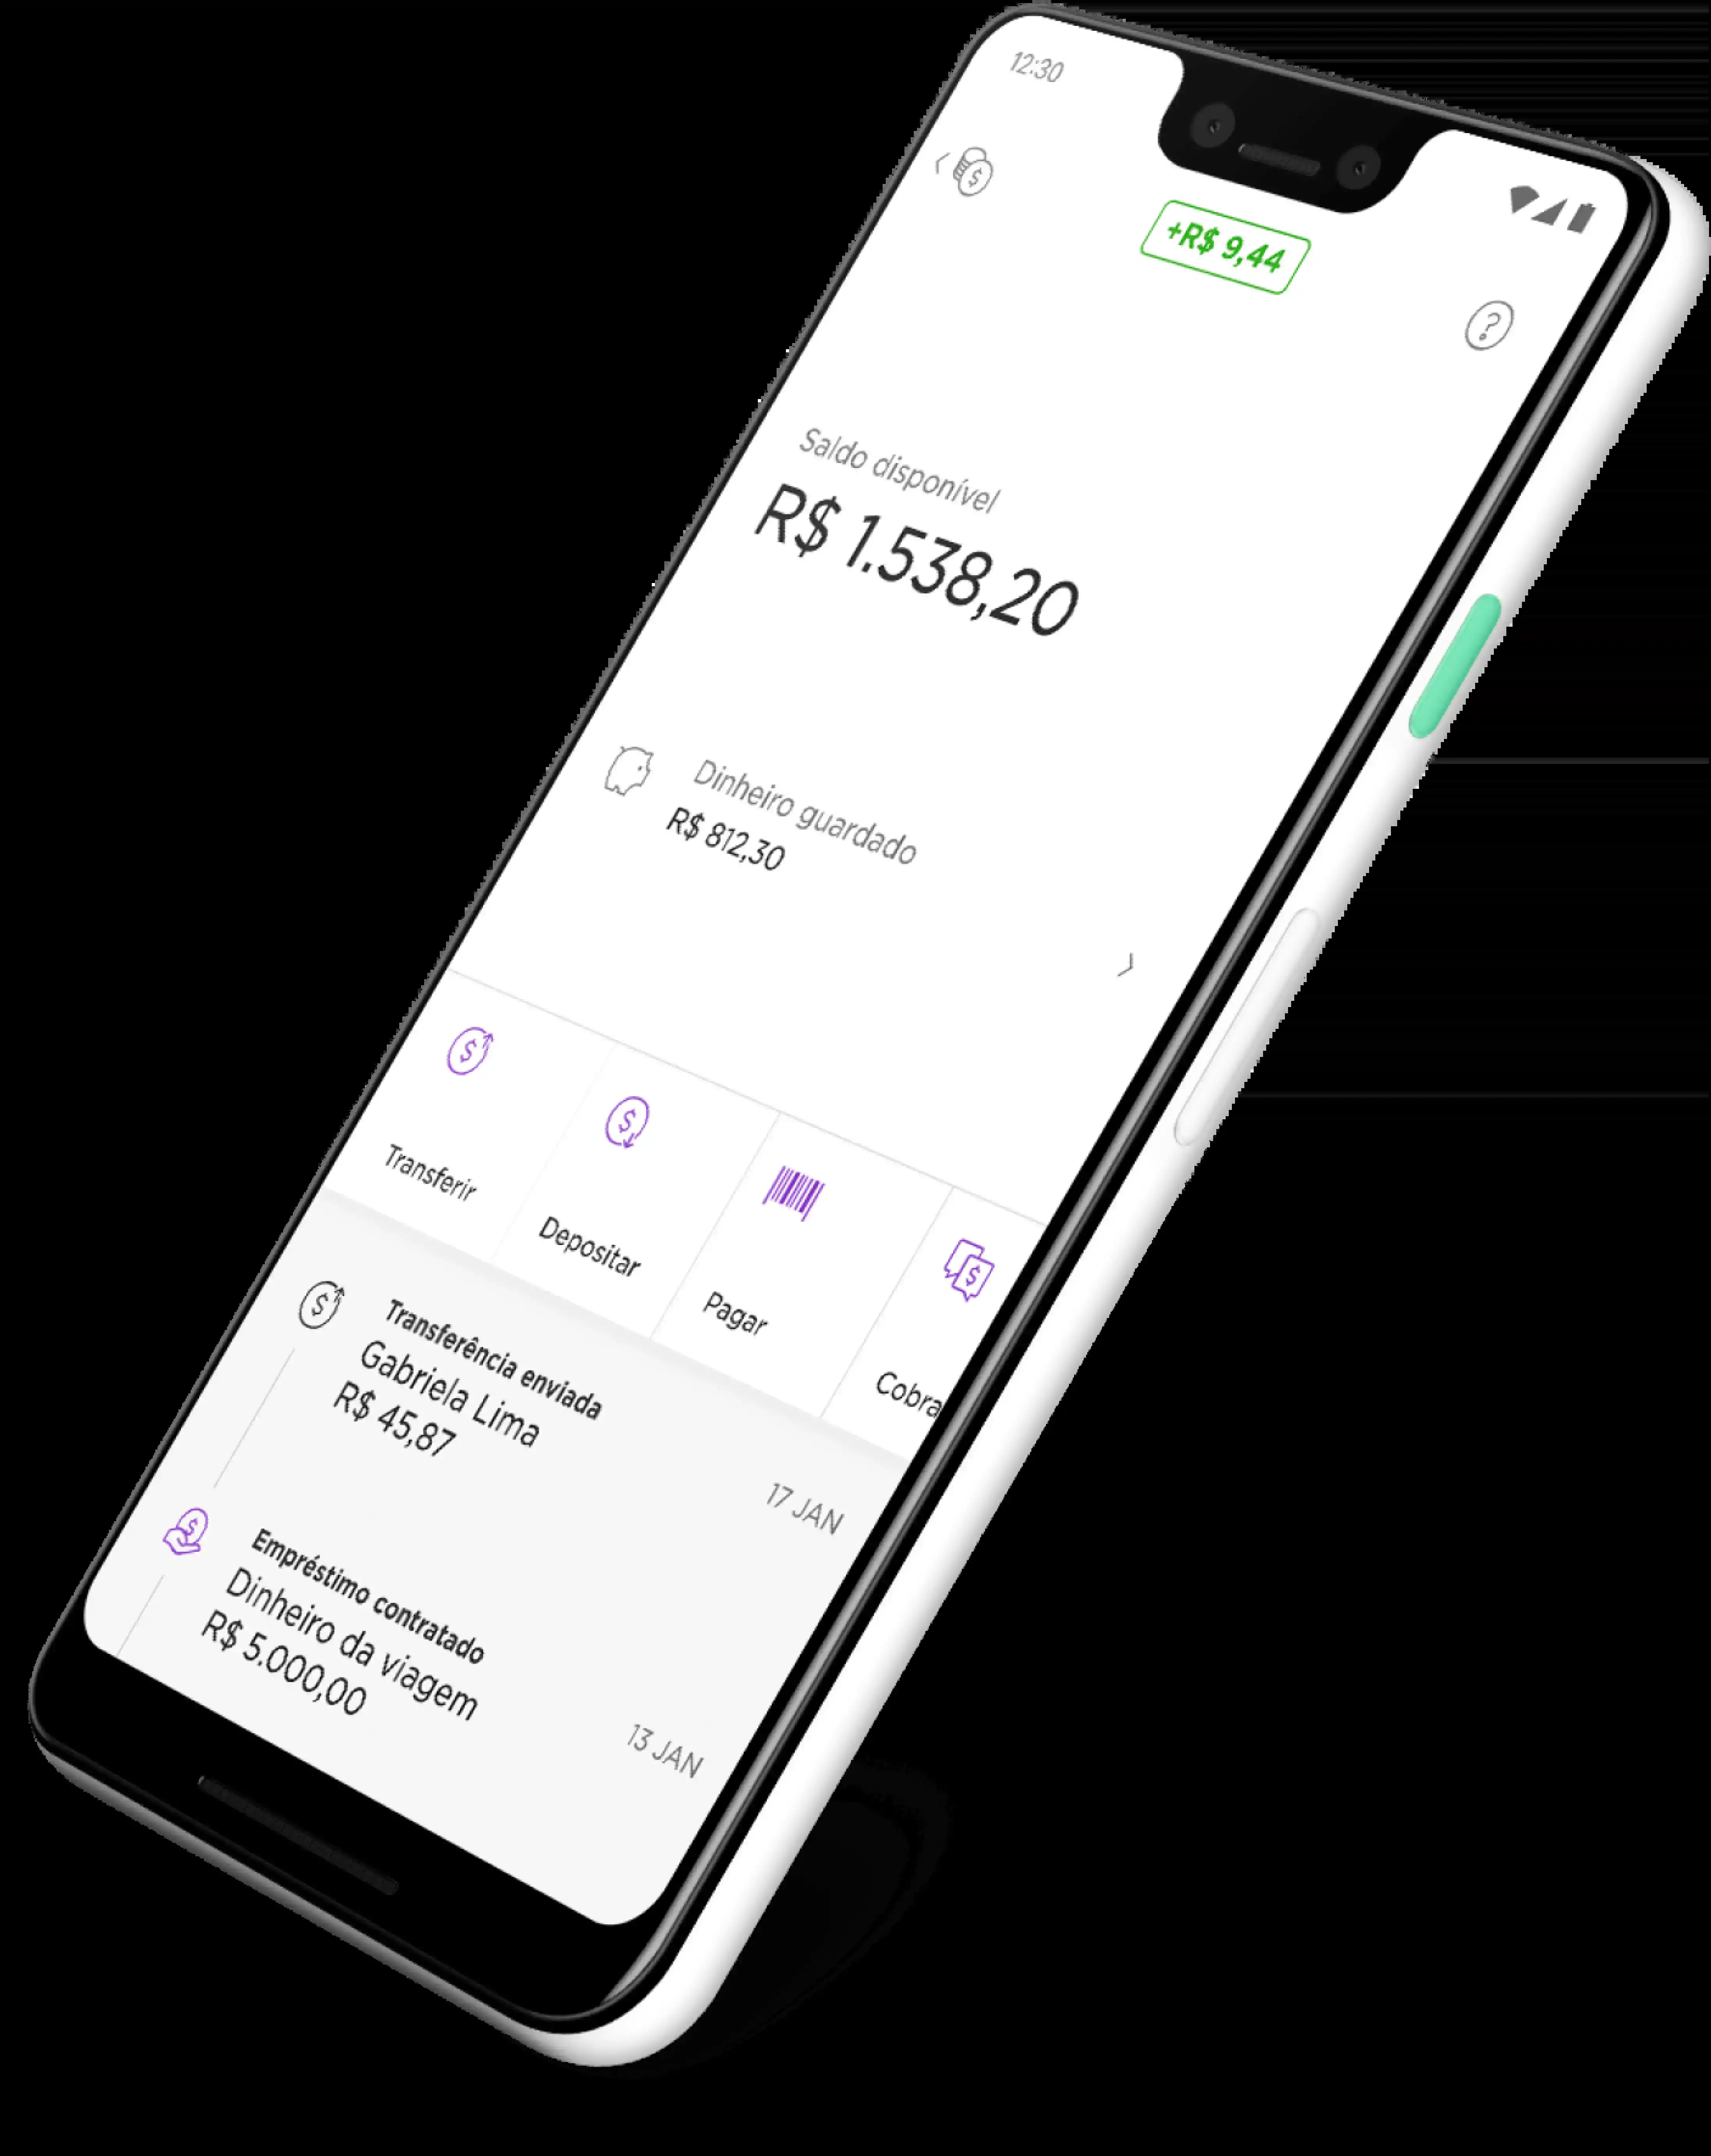 12:30
+R$ 9,44
?
Saldo disponível
R$ 1.538,20
Dinheiro guardado
R$ 812,30
Transferir
Depositar
Pagar
Cobra
Transferência enviada
Gabriela Lima
R$ 45,87
17 JAN
Empréstimo contratado
Dinheiro da viagem
R$ 5.000,00
13 JAN